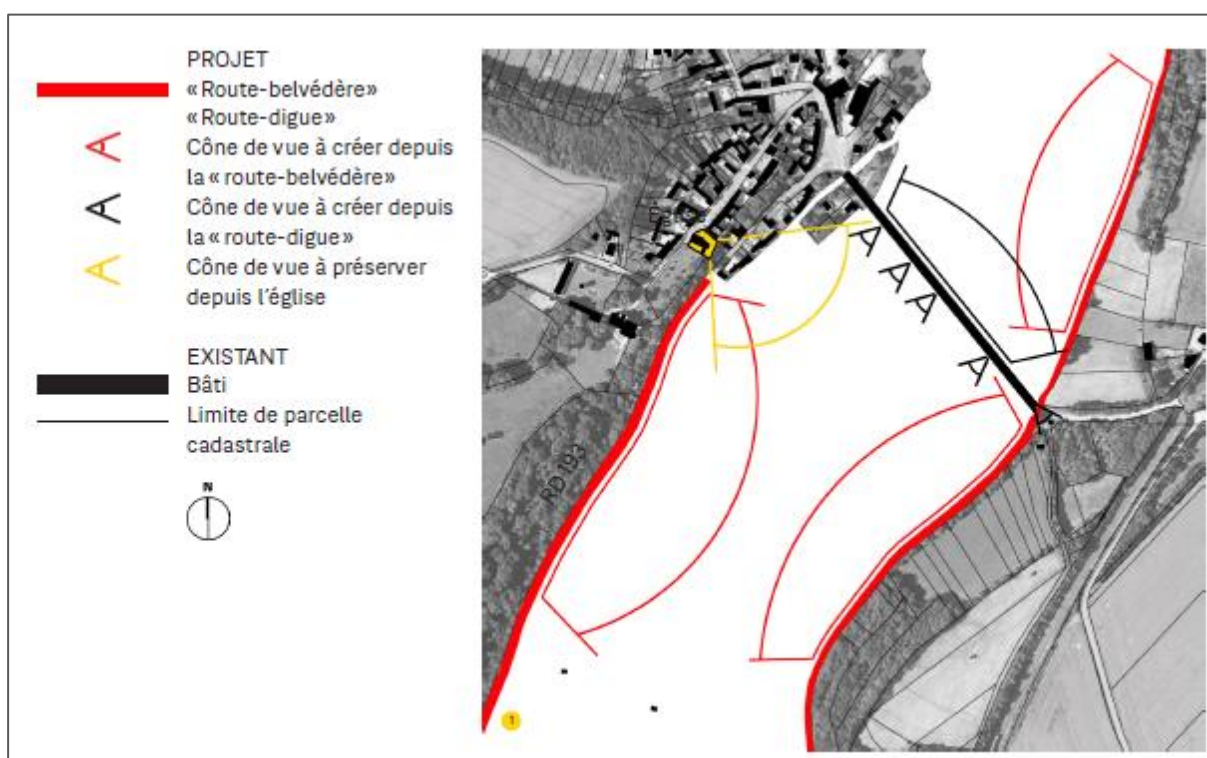 PROJET
« Route-belvédère»
«Route-digue»
Cône de vue à créer depuis
la « route-belvédère»
Cône de vue à créer depuis
la « route-digue»
Cône de vue à préserver
depuis l'église
EXISTANT
Bâti
Limite de parcelle
cadastrale
N
RD 193
1